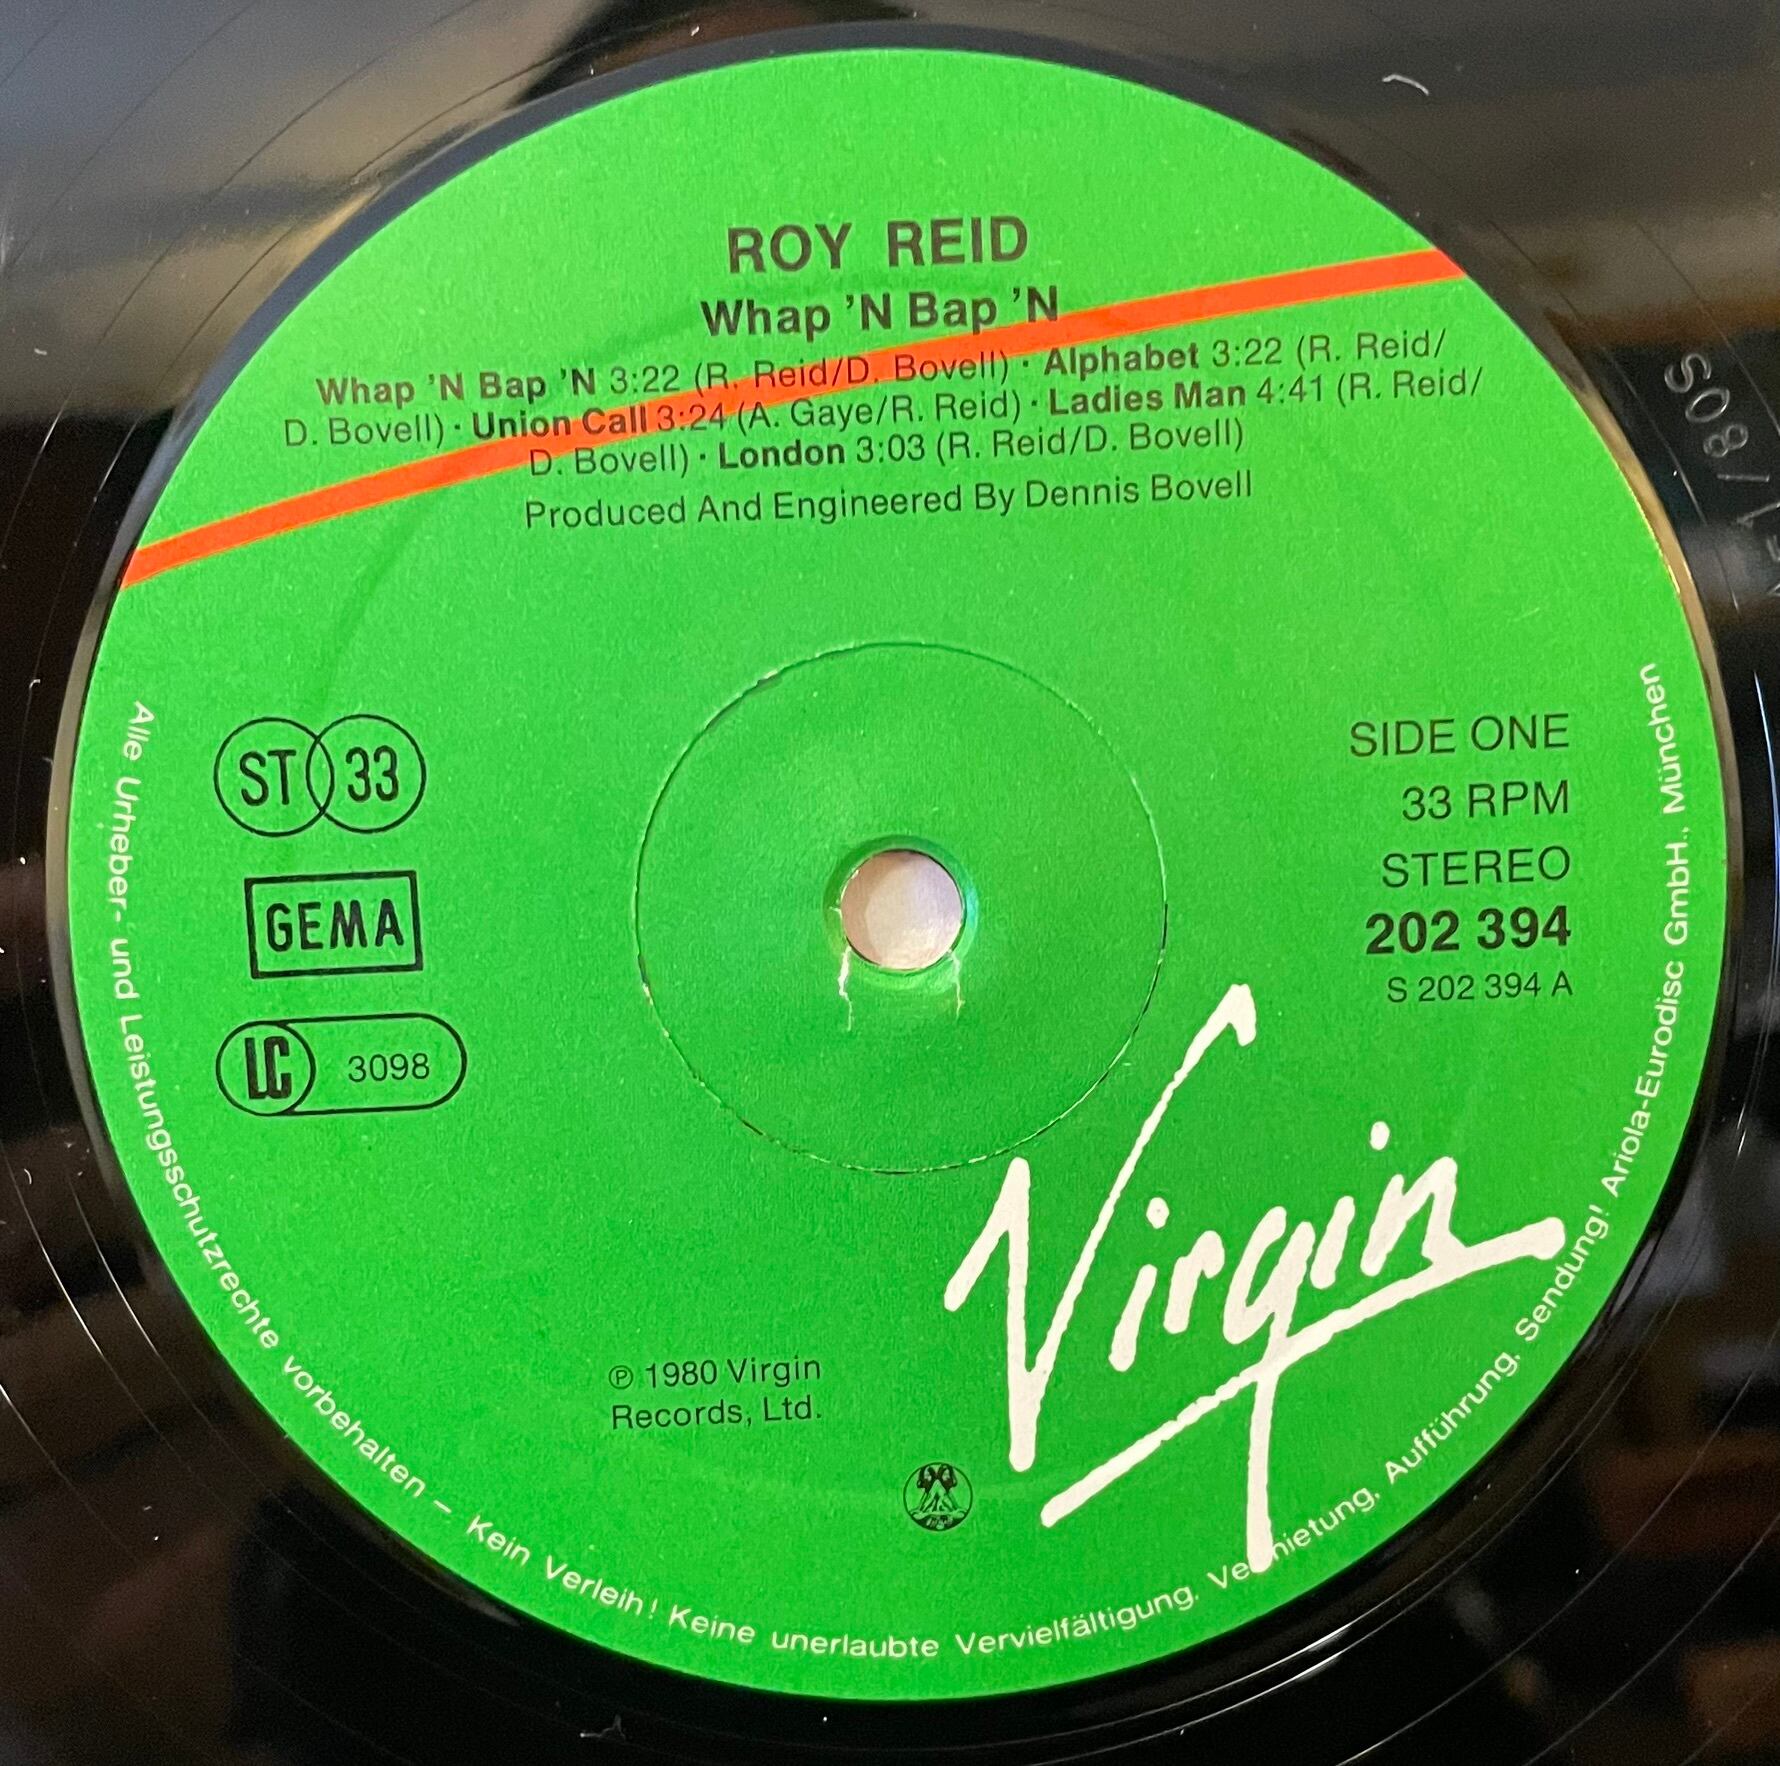 ROY REID
Whap 'N Bap 'N
Whap 'N Bap 'N 3:22 (R. Reid/D. Bovell) · Alphabet 3:22 (R. Reid/
D. Bovell) · Union Call 3:24 (A. Gaye/R. Reid) · Ladies Man 4:41 (R. Reid/
D. Bovell) · London 3:03 (R. Reid/D. Bovell)
Produced And Engineered By Dennis Bovell
ST 33
GEMA
LC 3098
SIDE ONE
33 RPM
STEREO
202 394
S 202 394 A
Virgin
℗ 1980 Virgin
Records, Ltd.
Alle Urheber- und Leistungsschutzrechte vorbehalten – Kein Verleih! Keine unerlaubte Vervielfältigung, Vermietung, Aufführung, Sendung! Ariola-Eurodisc GmbH., München